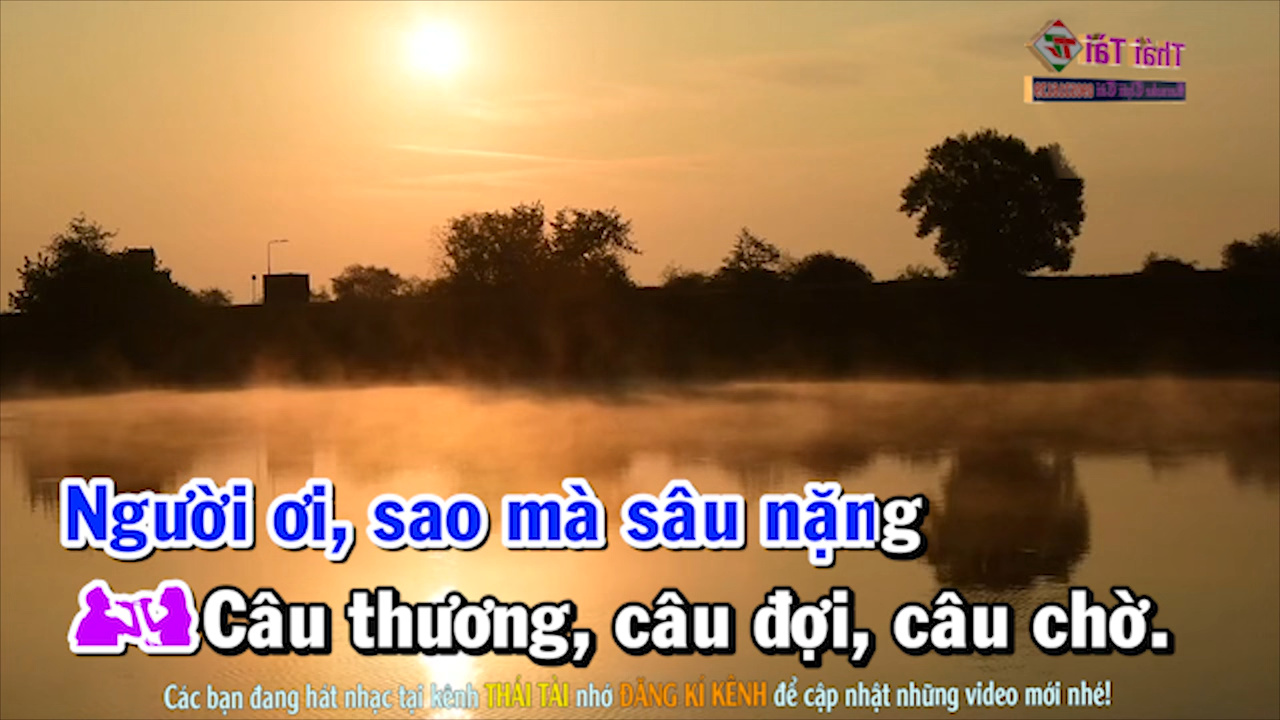 Thái Tài
Người ơi, sao mà sâu nặng
Câu thương, câu đợi, câu chờ.
Các bạn đang hát nhạc tại kênh THÁI TÀI nhớ ĐĂNG KÍ KÊNH để cập nhật những video mới nhé!